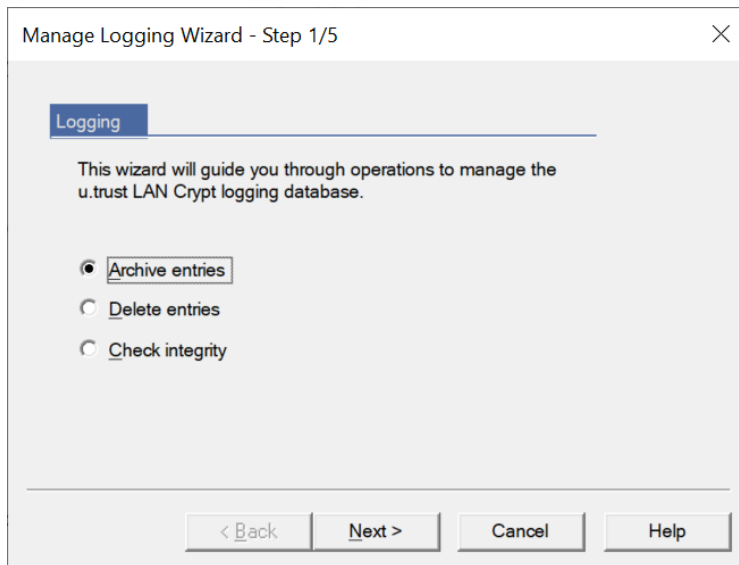 Manage Logging Wizard - Step 1/5
Logging
This wizard will guide you through operations to manage the
u.trust LAN Crypt logging database.
Archive entries
Delete entries
Check integrity
< Back
Next >
Cancel
Help